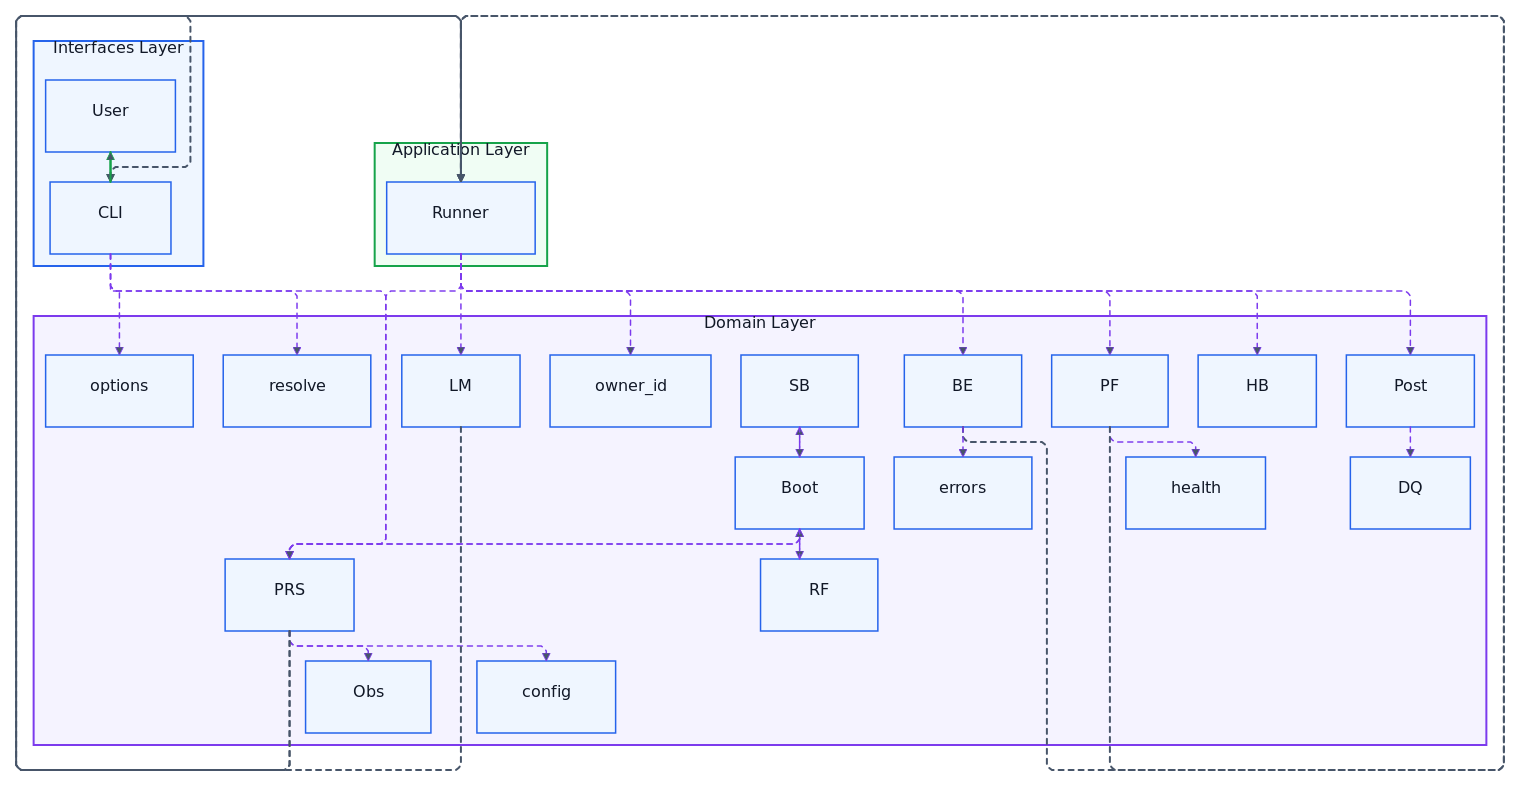 Interfaces Layer
User
CLI
Application Layer
Runner
Domain Layer
options
resolve
LM
owner_id
SB
BE
PF
HB
Post
Boot
errors
health
DQ
PRS
RF
Obs
config